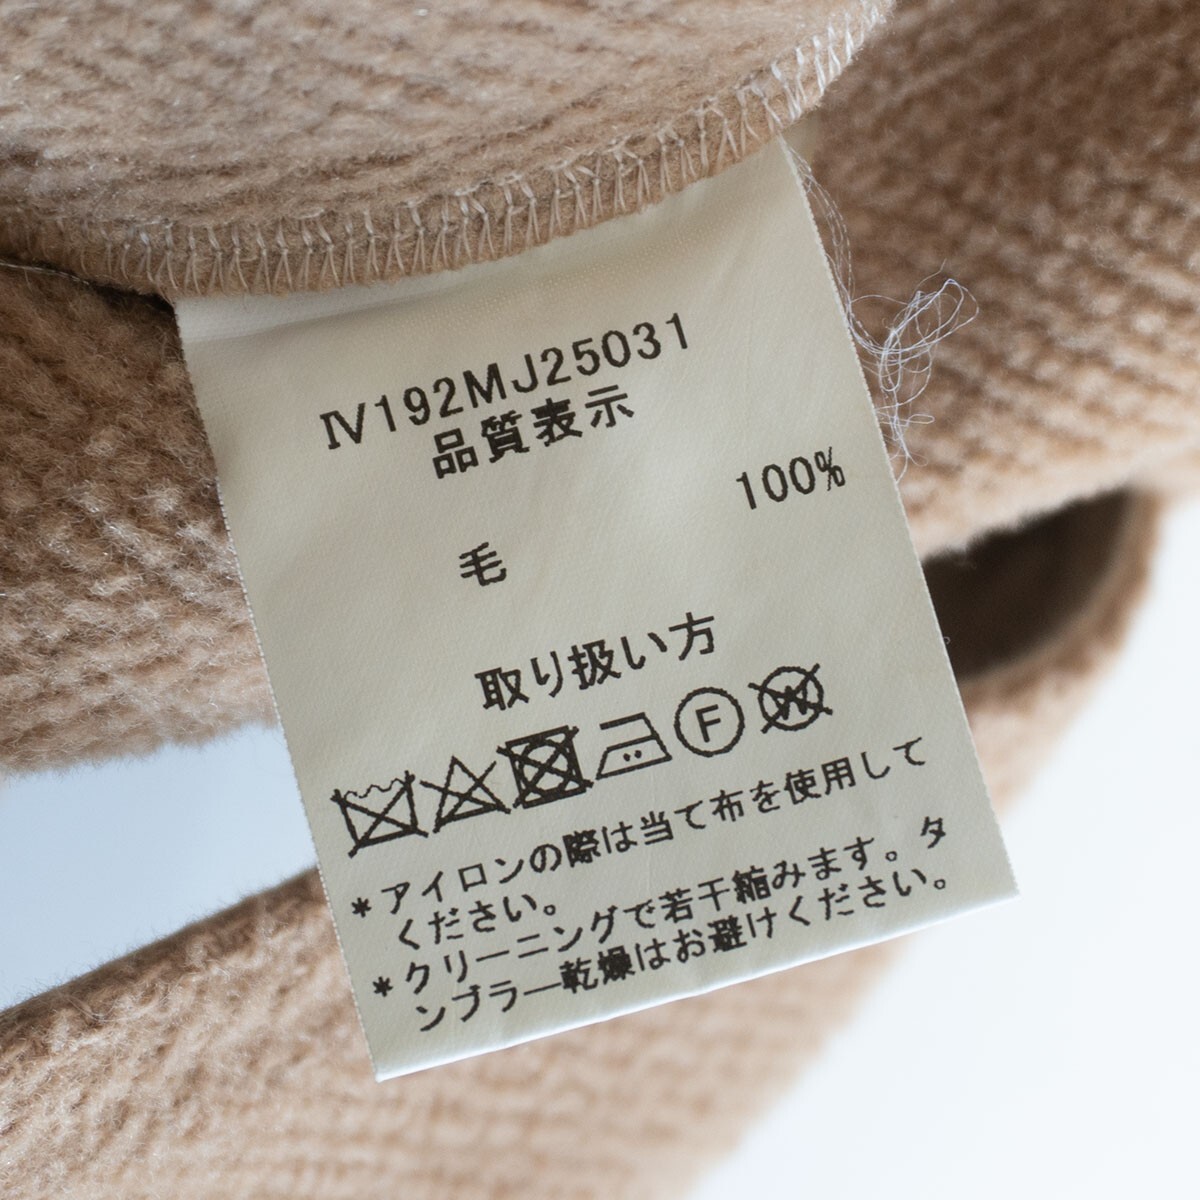 IV192MJ25031
品質表示
毛 100%
取り扱い方
F W
*アイロンの際は当て布を使用して
ください。
*クリーニングで若干縮みます。タ
ンブラー乾燥はお避けください。